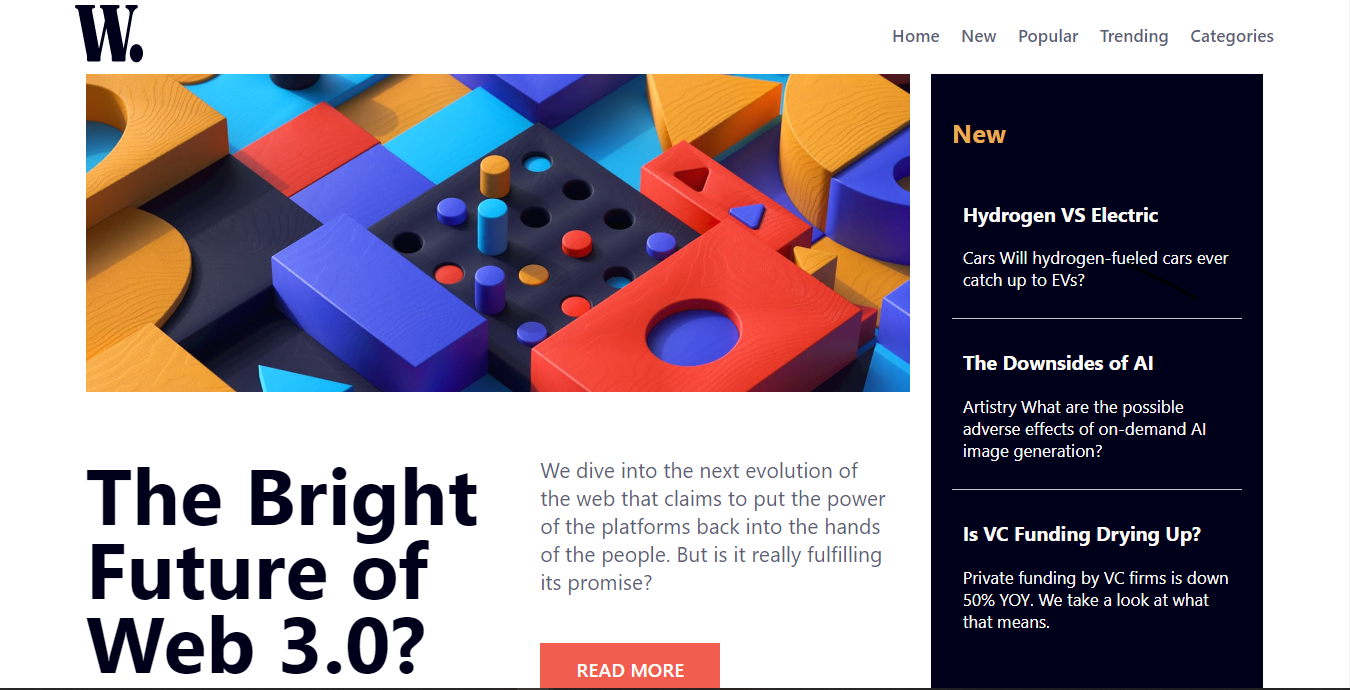 W.
Home New Popular Trending Categories
New
Hydrogen VS Electric
Cars Will hydrogen-fueled cars ever
catch up to EVs?
The Downsides of AI
Artistry What are the possible
adverse effects of on-demand AI
image generation?
Is VC Funding Drying Up?
Private funding by VC firms is down
50% YOY. We take a look at what
that means.
The Bright
Future of
Web 3.0?
We dive into the next evolution of
the web that claims to put the power
of the platforms back into the hands
of the people. But is it really fulfilling
its promise?
READ MORE